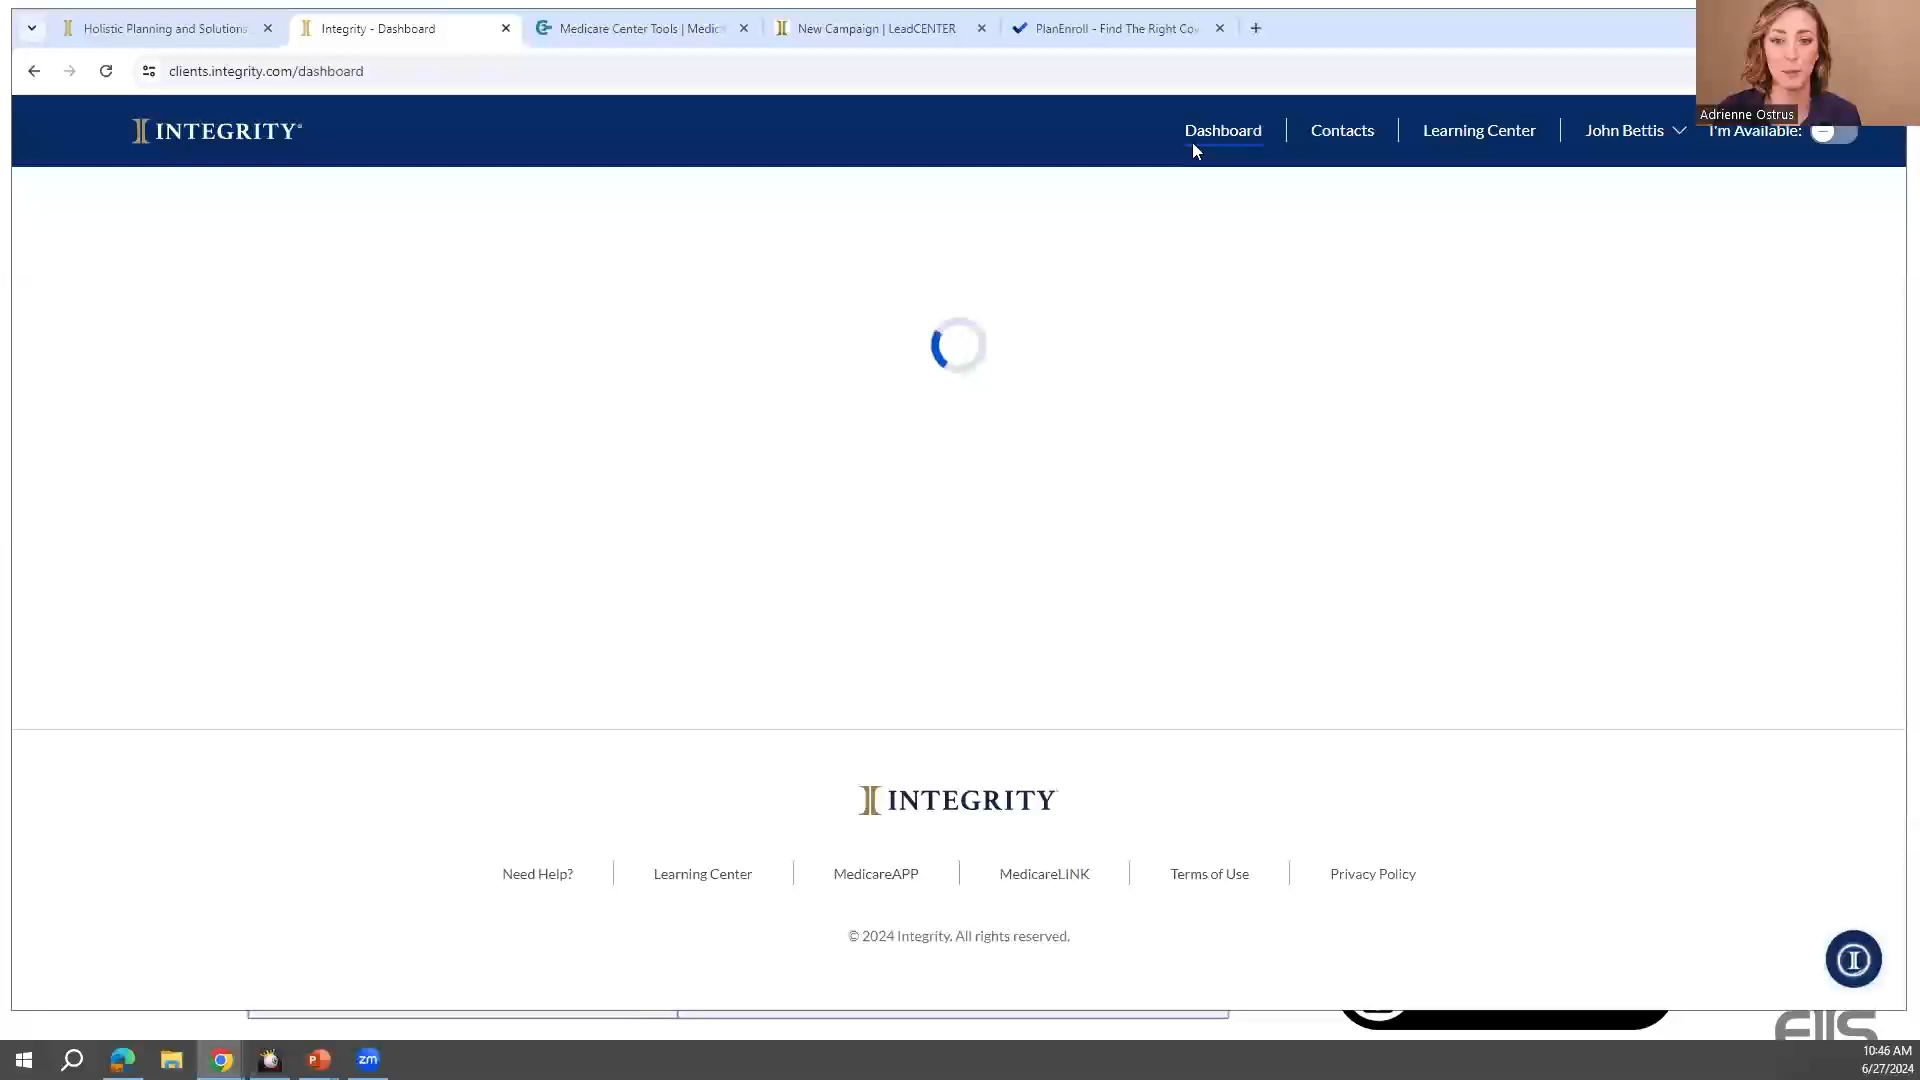 Holistic Planning and Solutions
Integrity - Dashboard
Medicare Center Tools | Medic
New Campaign | LeadCENTER
PlanEnroll - Find The Right Cov
clients.integrity.com/dashboard
Adrienne Ostrus
INTEGRITY
Dashboard
Contacts
Learning Center
John Bettis
I'm Available:
INTEGRITY
Need Help?
Learning Center
MedicareAPP
MedicareLINK
Terms of Use
Privacy Policy
© 2024 Integrity. All rights reserved.
zm
10:46 AM
6/27/2024